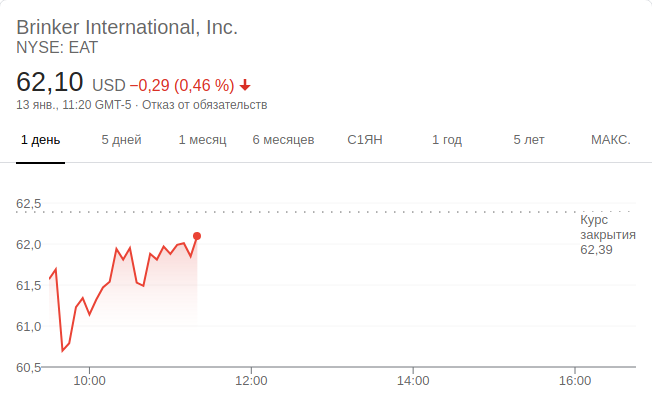 Brinker International, Inc.
NYSE: EAT
62,10 USD −0,29 (0,46 %)
13 янв., 11:20 GMT-5 · Отказ от обязательств
1 день 5 дней 1 месяц 6 месяцев С1ЯН 1 год 5 лет МАКС.
62,5
Курс
закрытия
62,39
62,0
61,5
61,0
60,5
10:00 12:00 14:00 16:00